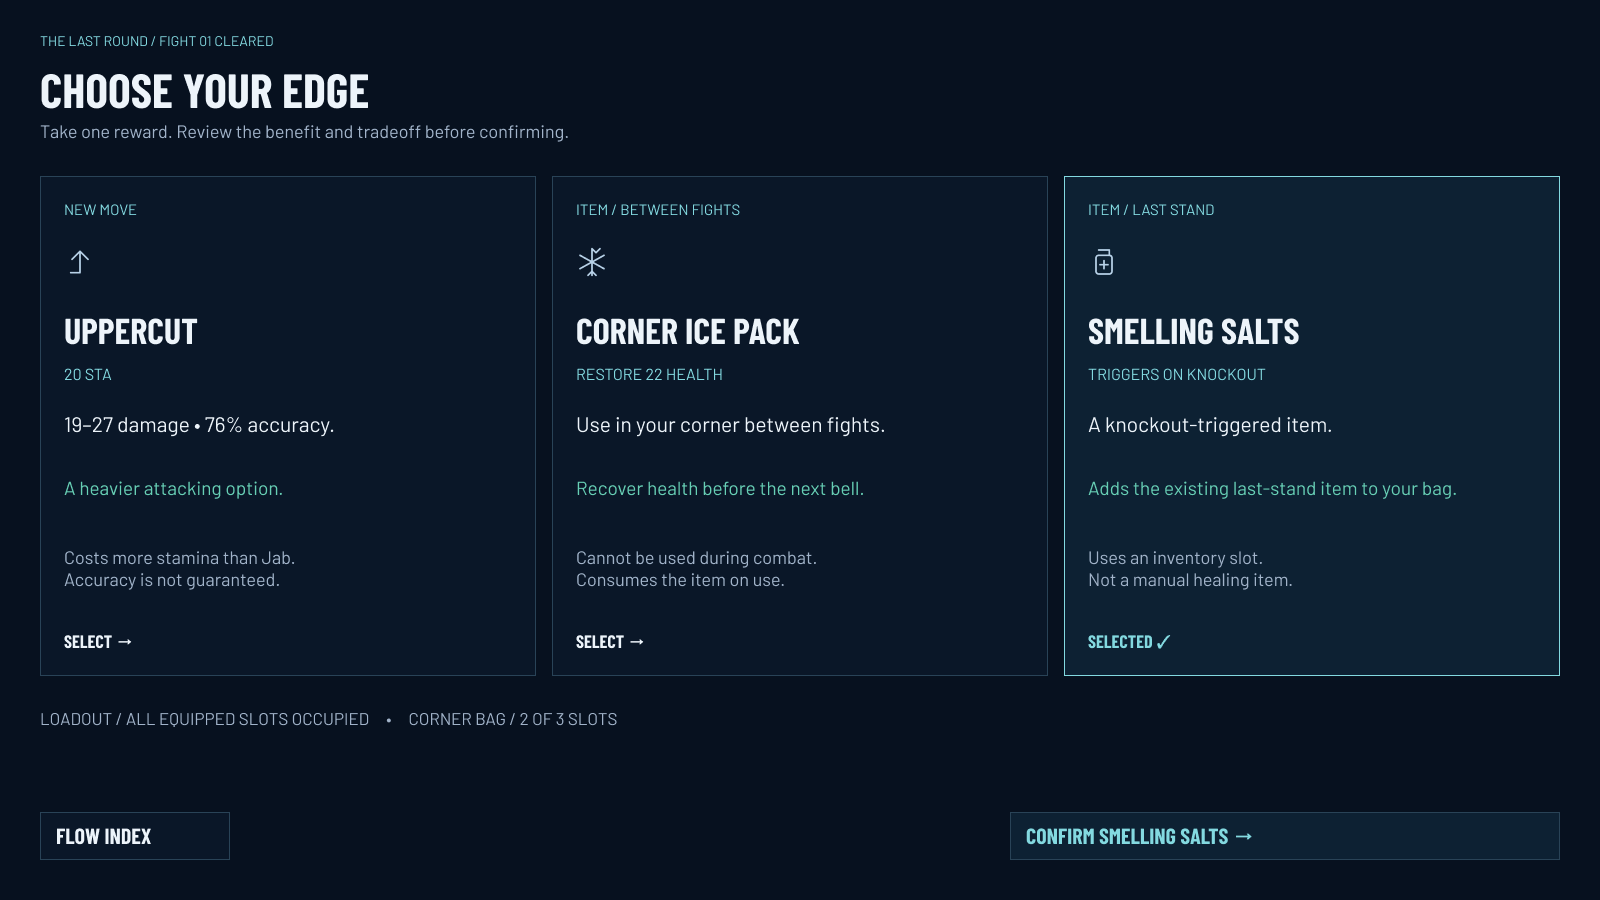 THE LAST ROUND / FIGHT 01 CLEARED
CHOOSE YOUR EDGE
Take one reward. Review the benefit and tradeoff before confirming.
NEW MOVE
UPPERCUT
20 STA
19–27 damage • 76% accuracy.
A heavier attacking option.
Costs more stamina than Jab.
Accuracy is not guaranteed.
SELECT →
ITEM / BETWEEN FIGHTS
CORNER ICE PACK
RESTORE 22 HEALTH
Use in your corner between fights.
Recover health before the next bell.
Cannot be used during combat.
Consumes the item on use.
SELECT →
ITEM / LAST STAND
SMELLING SALTS
TRIGGERS ON KNOCKOUT
A knockout-triggered item.
Adds the existing last-stand item to your bag.
Uses an inventory slot.
Not a manual healing item.
SELECTED ✓
LOADOUT / ALL EQUIPPED SLOTS OCCUPIED • CORNER BAG / 2 OF 3 SLOTS
FLOW INDEX
CONFIRM SMELLING SALTS →